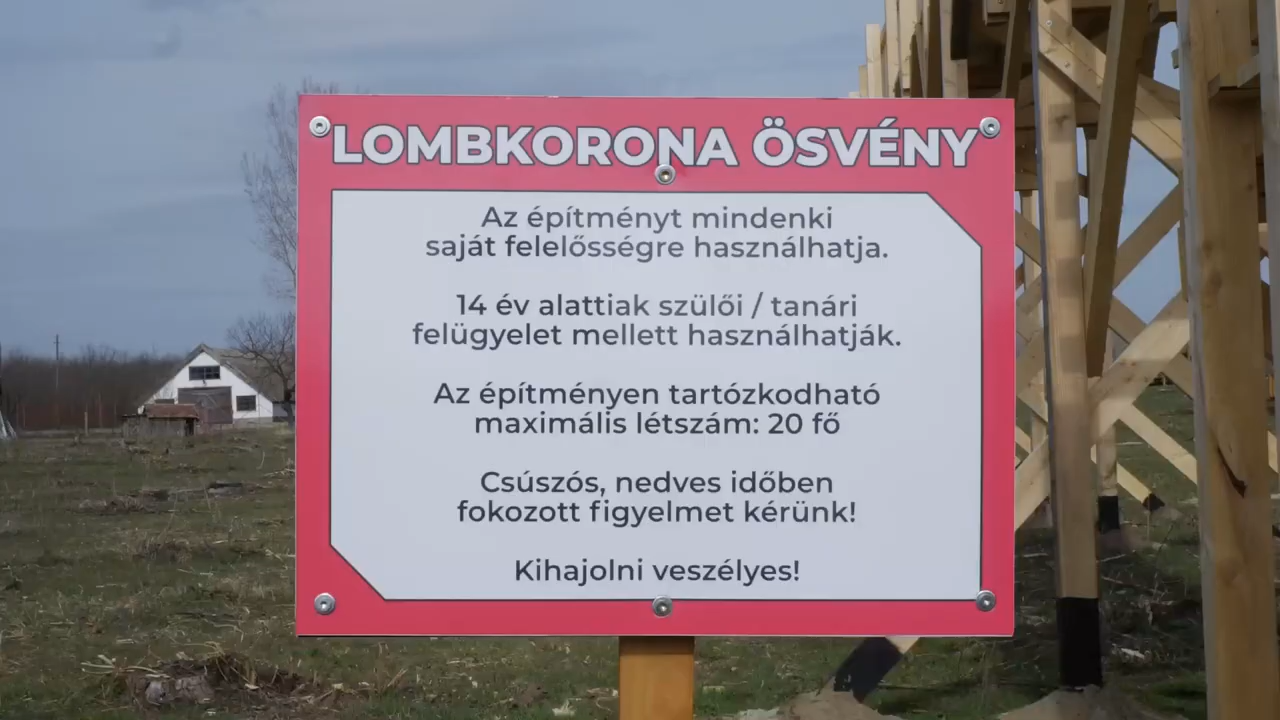 LOMBKORONA ÖSVÉNY
Az építményt mindenki
saját felelősségre használhatja.
14 év alattiak szülői / tanári
felügyelet mellett használhatják.
Az építményen tartózkodható
maximális létszám: 20 fő
Csúszós, nedves időben
fokozott figyelmet kérünk!
Kihajolni veszélyes!